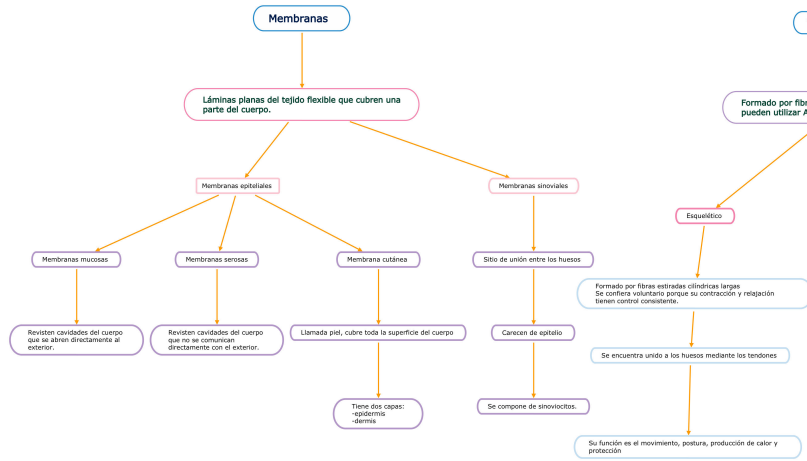 Membranas
Láminas planas del tejido flexible que cubren una
parte del cuerpo.
Membranas epiteliales
Membranas sinoviales
Membranas mucosas
Membranas serosas
Membrana cutánea
Sitio de unión entre los huesos
Revisten cavidades del cuerpo
que se abren directamente al
exterior.
Revisten cavidades del cuerpo
que no se comunican
directamente con el exterior.
Llamada piel, cubre toda la superficie del cuerpo
Carecen de epitelio
Tiene dos capas:
-epidermis
-dermis
Se compone de sinoviocitos.
Formado por
pueden utilizar
Esquelético
Formado por fibras estiradas cilíndricas largas
Se confiera voluntario porque su contracción y relajación
tienen control consistente.
Se encuentra unido a los huesos mediante los tendones
Su función es el movimiento, postura, producción de calor y
protección